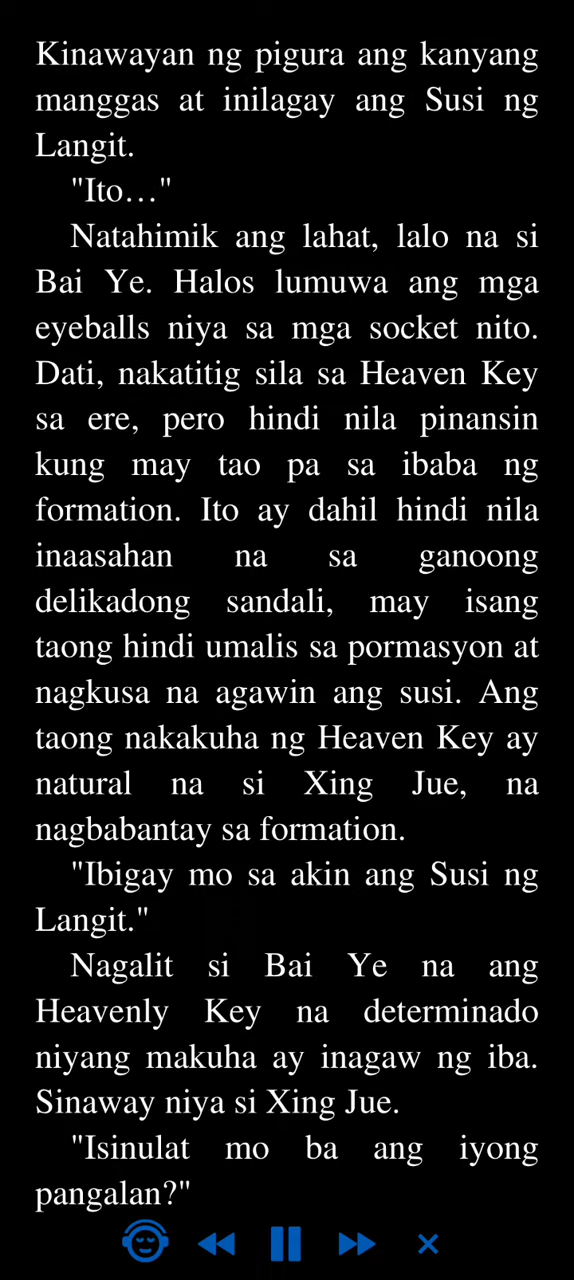 Kinawayan ng pigura ang kanyang
manggas at inilagay ang Susi ng
Langit.
"Ito…"
Natahimik ang lahat, lalo na si
Bai Ye. Halos lumuwa ang mga
eyeballs niya sa mga socket nito.
Dati, nakatitig sila sa Heaven Key
sa ere, pero hindi nila pinansin
kung may tao pa sa ibaba ng
formation. Ito ay dahil hindi nila
inaasahan na sa ganoong
delikadong sandali, may isang
taong hindi umalis sa pormasyon at
nagkusa na agawin ang susi. Ang
taong nakakuha ng Heaven Key ay
natural na si Xing Jue, na
nagbabantay sa formation.
"Ibigay mo sa akin ang Susi ng
Langit."
Nagalit si Bai Ye na ang
Heavenly Key na determinado
niyang makuha ay inagaw ng iba.
Sinaway niya si Xing Jue.
"Isinulat mo ba ang iyong
pangalan?"